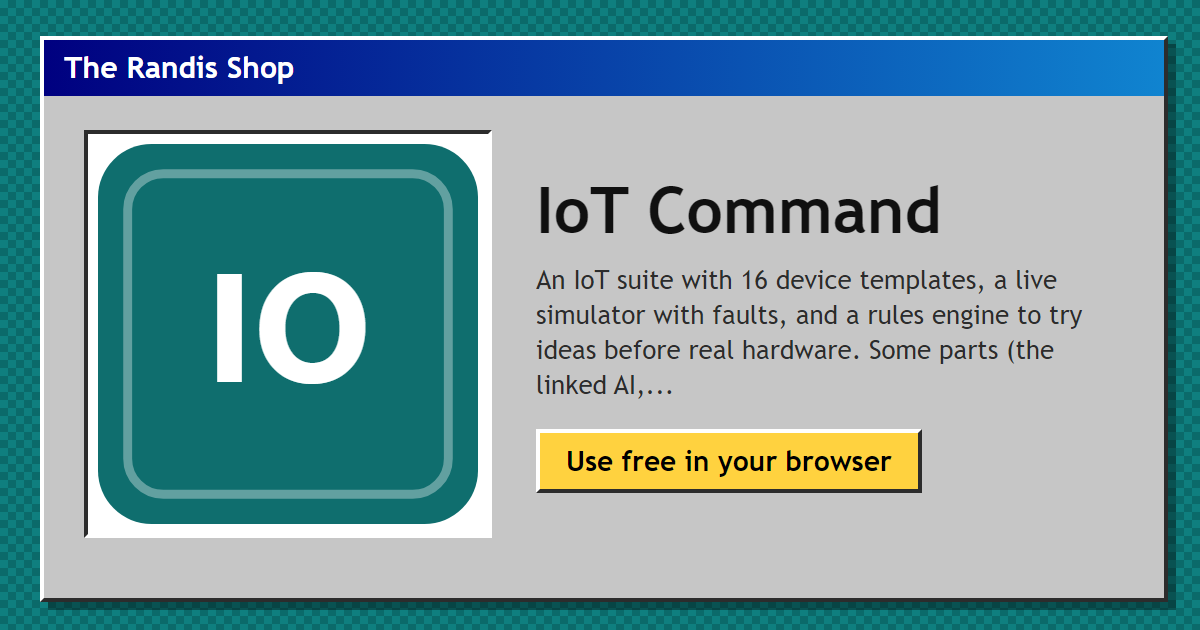 The Randis Shop
IO
IoT Command
An IoT suite with 16 device templates, a live
simulator with faults, and a rules engine to try
ideas before real hardware. Some parts (the
linked AI,...
Use free in your browser